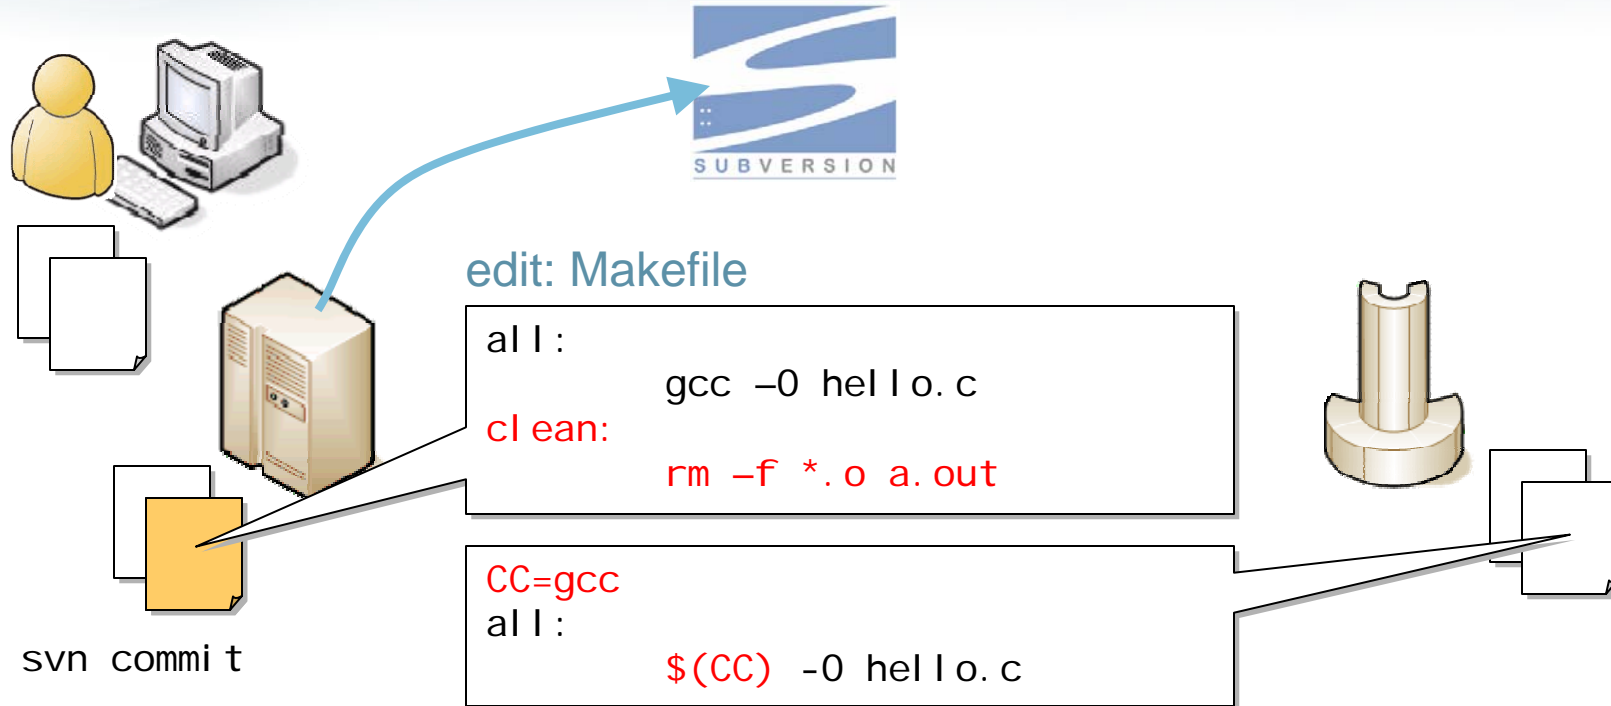 SUBVERSION
edit: Makefile
all:
gcc –O hello.c
clean:
rm –f *.o a.out
CC=gcc
all:
$(CC) -O hello.c
svn commit